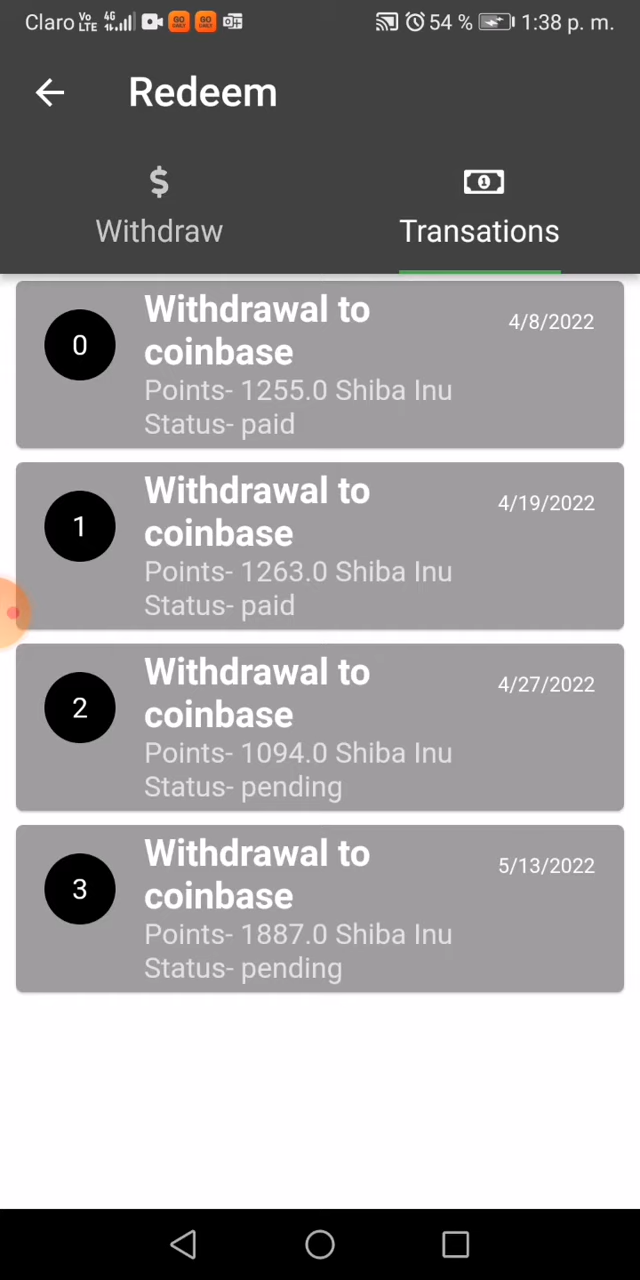 Claro VoLTE 4G 54 % 1:38 p. m.
Redeem
$ 1
Withdraw Transations
0 Withdrawal to 4/8/2022
coinbase
Points- 1255.0 Shiba Inu
Status- paid
1 Withdrawal to 4/19/2022
coinbase
Points- 1263.0 Shiba Inu
Status- paid
2 Withdrawal to 4/27/2022
coinbase
Points- 1094.0 Shiba Inu
Status- pending
3 Withdrawal to 5/13/2022
coinbase
Points- 1887.0 Shiba Inu
Status- pending